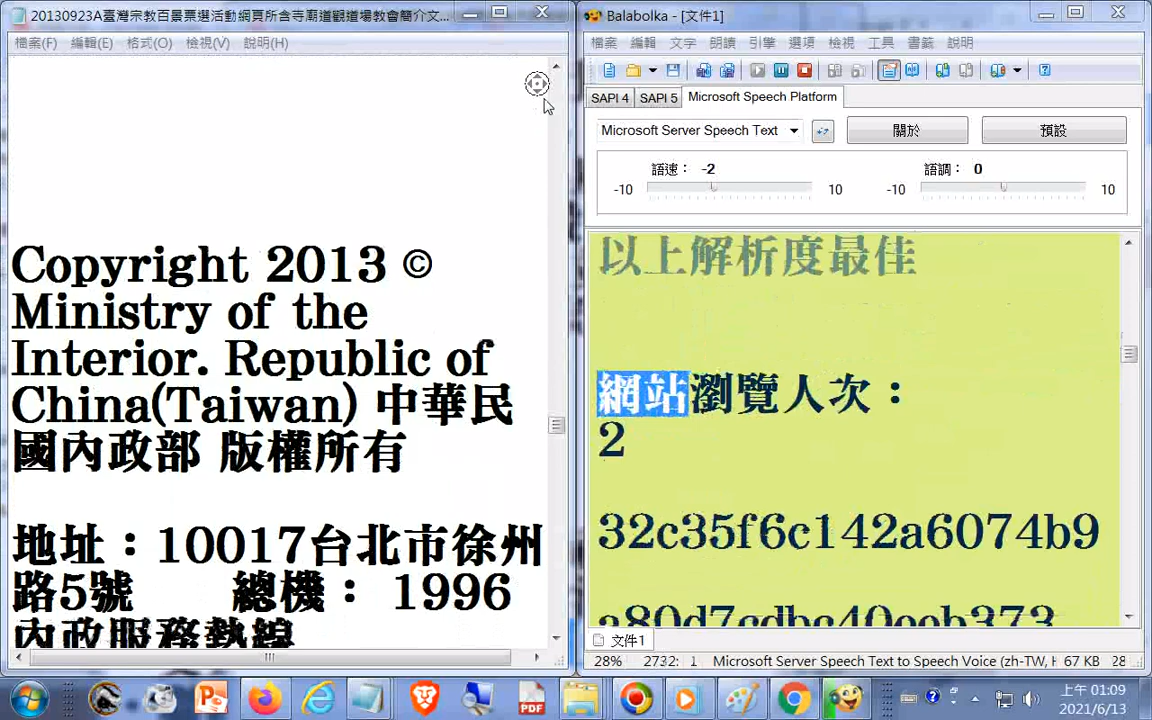 20130923A臺灣宗教百景票選活動網頁所含寺廟道觀道場教會簡介文...
檔案(F) 編輯(E) 格式(O) 檢視(V) 說明(H)
Copyright 2013 ©
Ministry of the
Interior. Republic of
China(Taiwan) 中華民
國內政部 版權所有
地址：10017台北市徐州
路5號 總機： 1996
內政服務熱線
Balabolka - [文件1]
檔案 編輯 文字 朗讀 引擎 選項 檢視 工具 書籤 說明
SAPI 4 SAPI 5 Microsoft Speech Platform
Microsoft Server Speech Text 關於 預設
語速： -2 語調： 0
-10 10 -10 10
以上解析度最佳
網站瀏覽人次：
2
32c35f6c142a6074b9
a80d7cdbc40eeb373
文件1
28% 2732: 1 Microsoft Server Speech Text to Speech Voice (zh-TW, H 67 KB 28
上午 01:09
2021/6/13